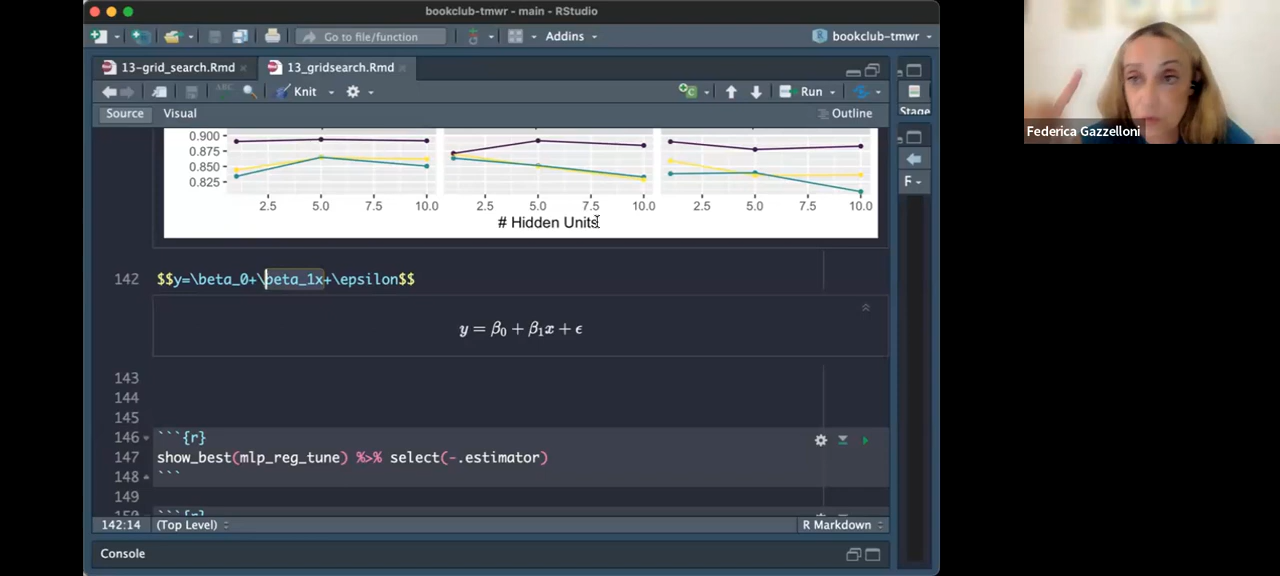 bookclub-tmwr - main - RStudio
Go to file/function
Addins
bookclub-tmwr
13-grid_search.Rmd
13_gridsearch.Rmd
ABC
Knit
Run
Source
Visual
Outline
Stage
F
0.900
0.875
0.850
0.825
2.5 5.0 7.5 10.0 2.5 5.0 7.5 10.0 2.5 5.0 7.5 10.0
# Hidden Units
142 $$y=\beta_0+\beta_1x+\epsilon$$
y = β₀ + β₁x + ϵ
143
144
145
146 ```{r}
147 show_best(mlp_reg_tune) %>% select(-.estimator)
148 ```
149
142:14 (Top Level) R Markdown
Console
Federica Gazzelloni